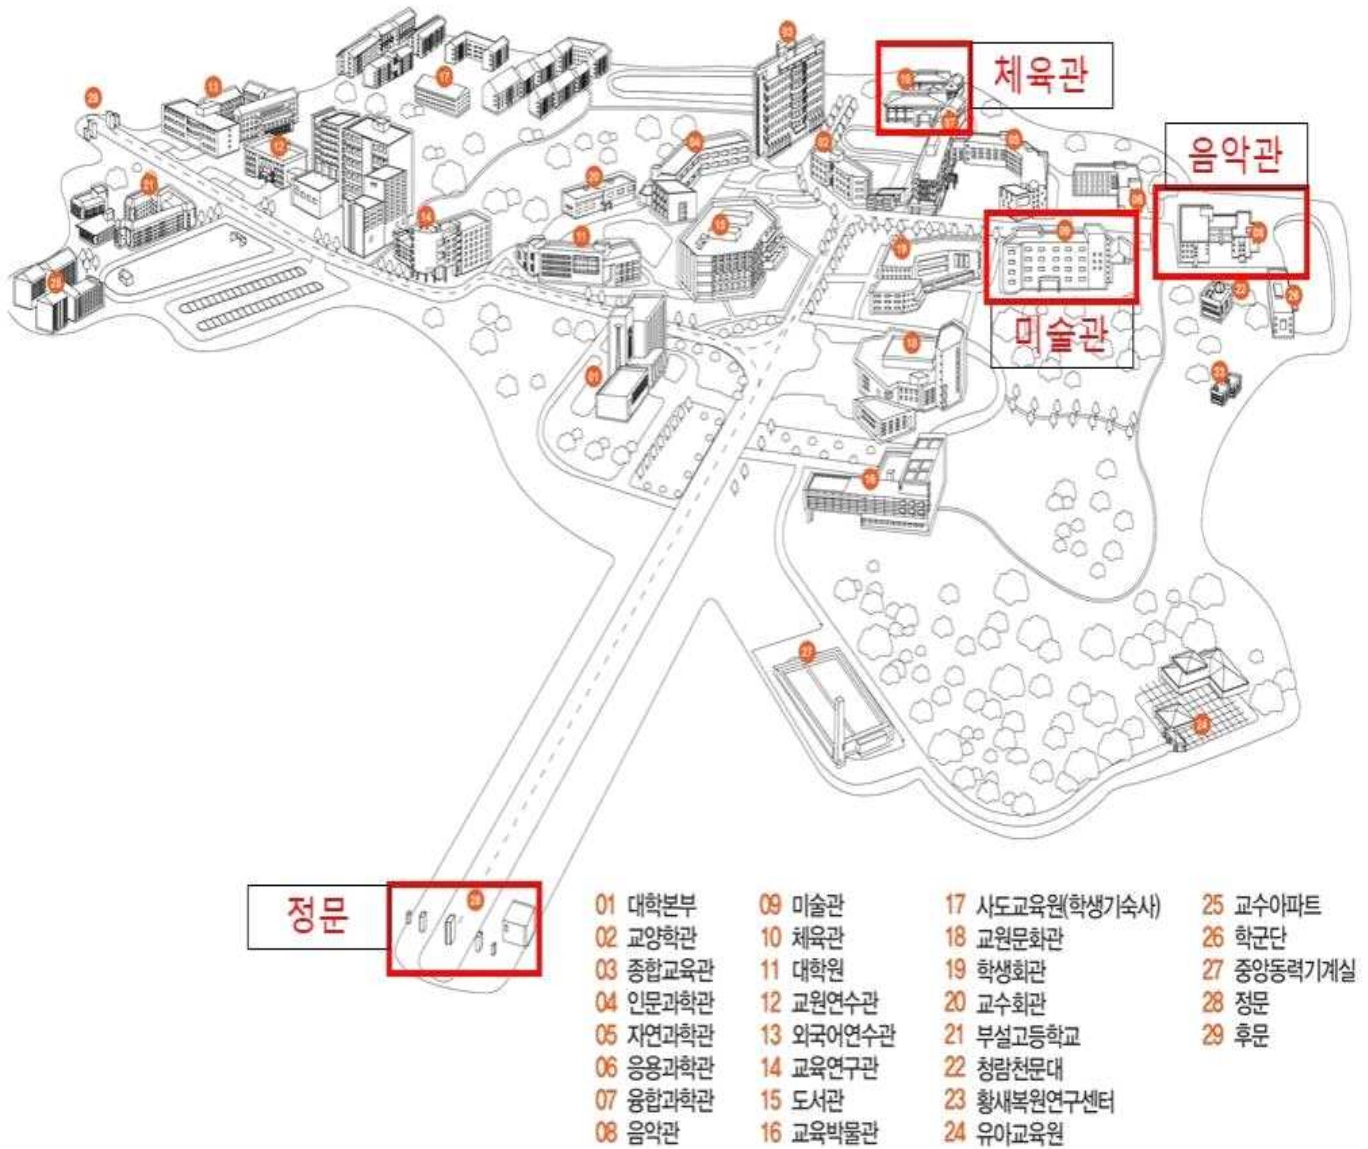 체육관
음악관
미술관
정문
01 대학본부
02 교양학관
03 종합교육관
04 인문과학관
05 자연과학관
06 응용과학관
07 융합과학관
08 음악관
09 미술관
10 체육관
11 대학원
12 교원연수관
13 외국어연수관
14 교육연구관
15 도서관
16 교육박물관
17 사도교육원(학생기숙사)
18 교원문화관
19 학생회관
20 교수회관
21 부설고등학교
22 청람천문대
23 황새복원연구센터
24 유아교육원
25 교수아파트
26 학군단
27 중앙동력기계실
28 정문
29 후문